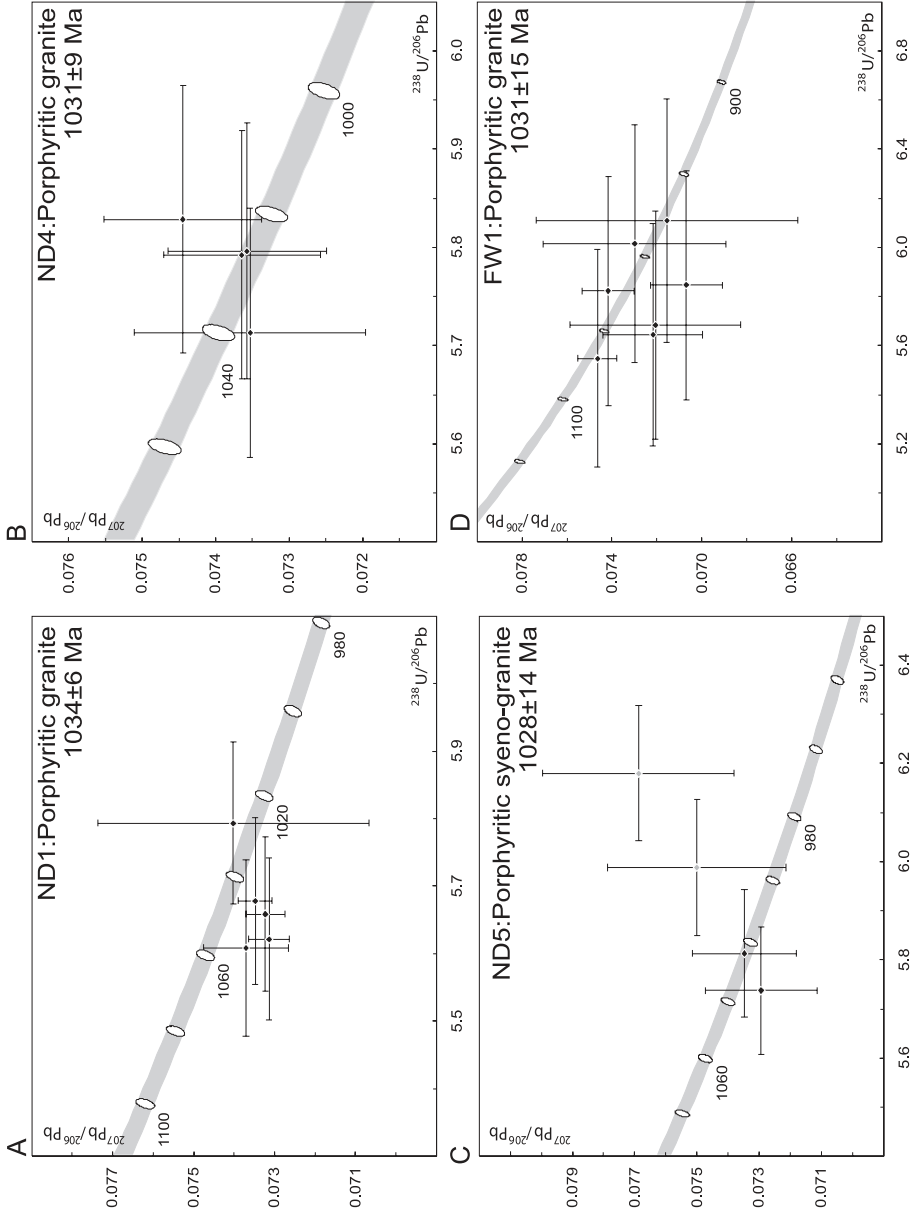 A
ND1:Porphyritic granite
1034±6 Ma
207Pb/206Pb
0.077
0.075
0.073
0.071
1100
1060
1020
980
5.5
5.7
5.9
238U/206Pb
B
ND4:Porphyritic granite
1031±9 Ma
207Pb/206Pb
0.076
0.075
0.074
0.073
0.072
1040
1000
5.6
5.7
5.8
5.9
6.0
238U/206Pb
C
ND5:Porphyritic syeno-granite
1028±14 Ma
207Pb/206Pb
0.079
0.077
0.075
0.073
0.071
1060
980
5.6
5.8
6.0
6.2
6.4
238U/206Pb
D
FW1:Porphyritic granite
1031±15 Ma
207Pb/206Pb
0.078
0.074
0.070
0.066
1100
900
5.2
5.6
6.0
6.4
6.8
238U/206Pb